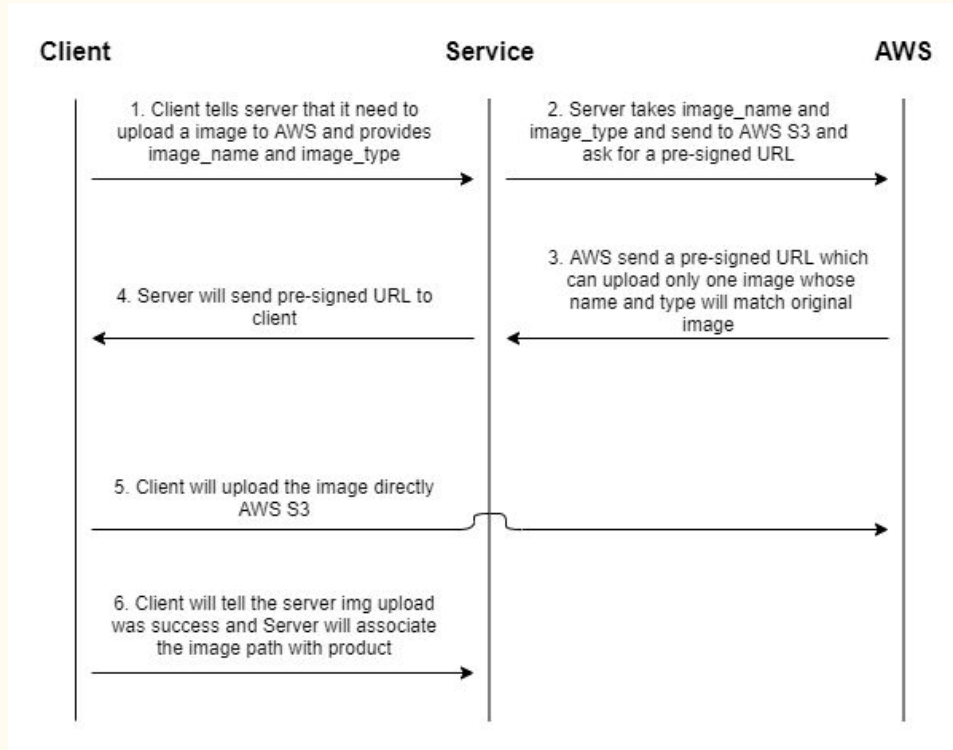 Client
Service
AWS
1. Client tells server that it need to
upload a image to AWS and provides
image_name and image_type
2. Server takes image_name and
image_type and send to AWS S3 and
ask for a pre-signed URL
3. AWS send a pre-signed URL which
can upload only one image whose
name and type will match original
image
4. Server will send pre-signed URL to
client
5. Client will upload the image directly
AWS S3
6. Client will tell the server img upload
was success and Server will associate
the image path with product